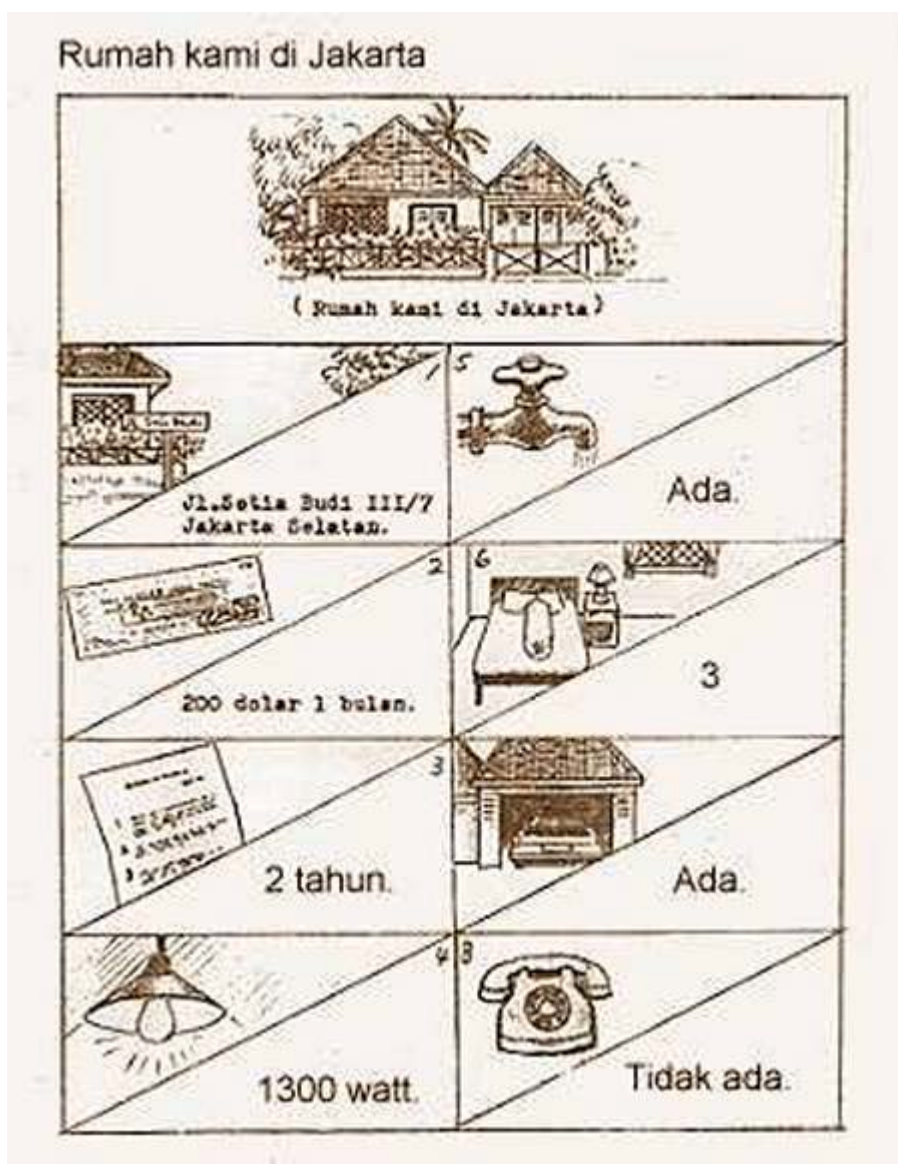 Rumah kami di Jakarta
( Rumah kami di Jakarta)
1
Jl.Setia Budi III/7
Jakarta Selatan.
2
200 dolar 1 bulan.
3
2 tahun.
4
1300 watt.
5
Ada.
6
3
Ada.
8
Tidak ada.